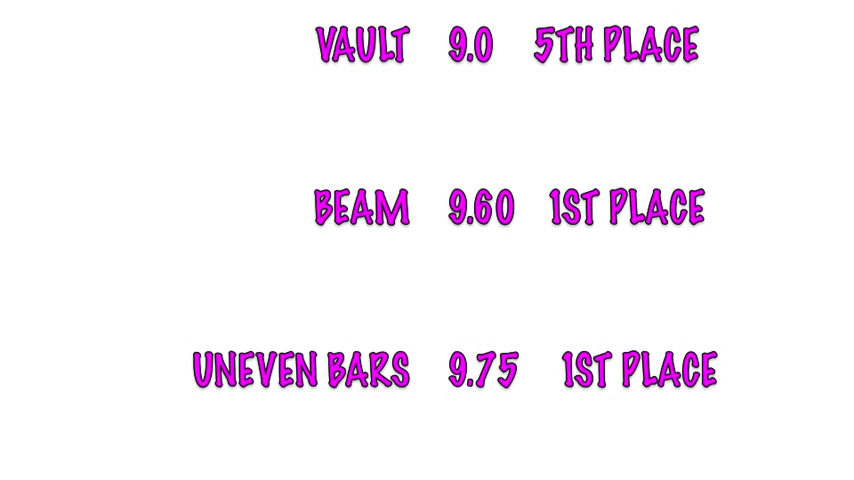 VAULT 9.0 5TH PLACE
BEAM 9.60 1ST PLACE
UNEVEN BARS 9.75 1ST PLACE